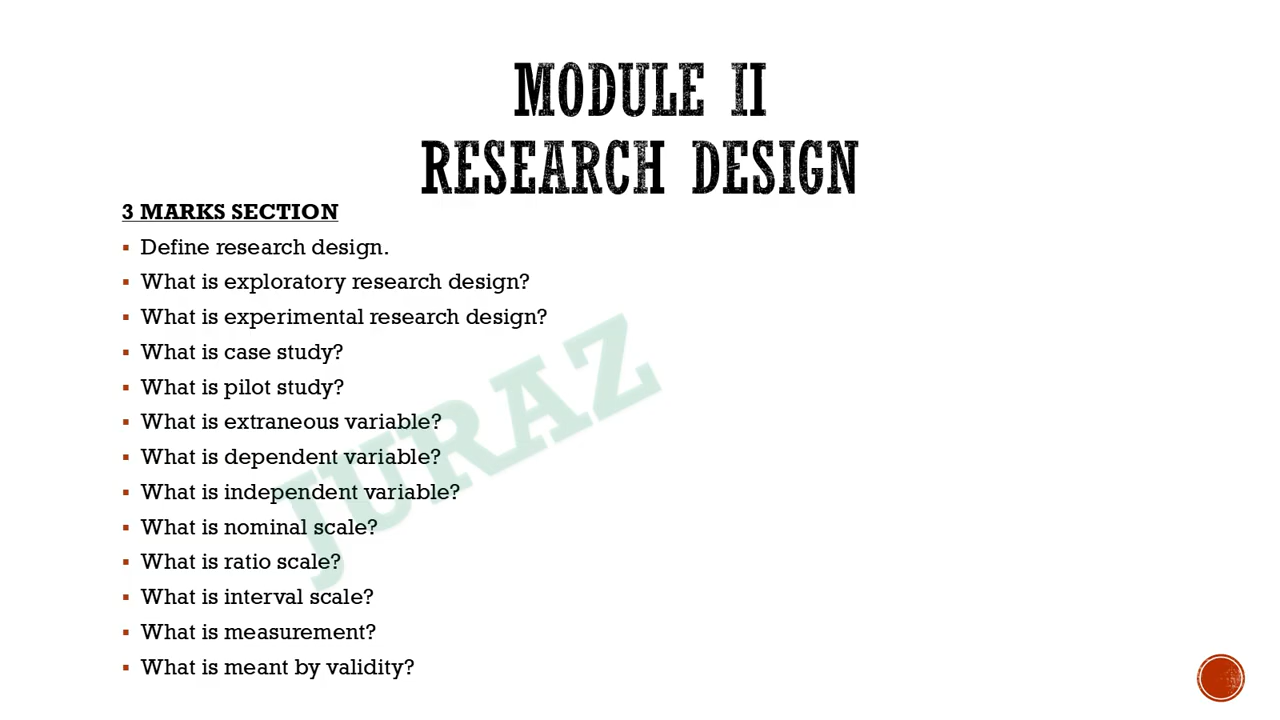 MODULE II
RESEARCH DESIGN
3 MARKS SECTION
▪ Define research design.
▪ What is exploratory research design?
▪ What is experimental research design?
▪ What is case study?
▪ What is pilot study?
▪ What is extraneous variable?
▪ What is dependent variable?
▪ What is independent variable?
▪ What is nominal scale?
▪ What is ratio scale?
▪ What is interval scale?
▪ What is measurement?
▪ What is meant by validity?
JURAZ